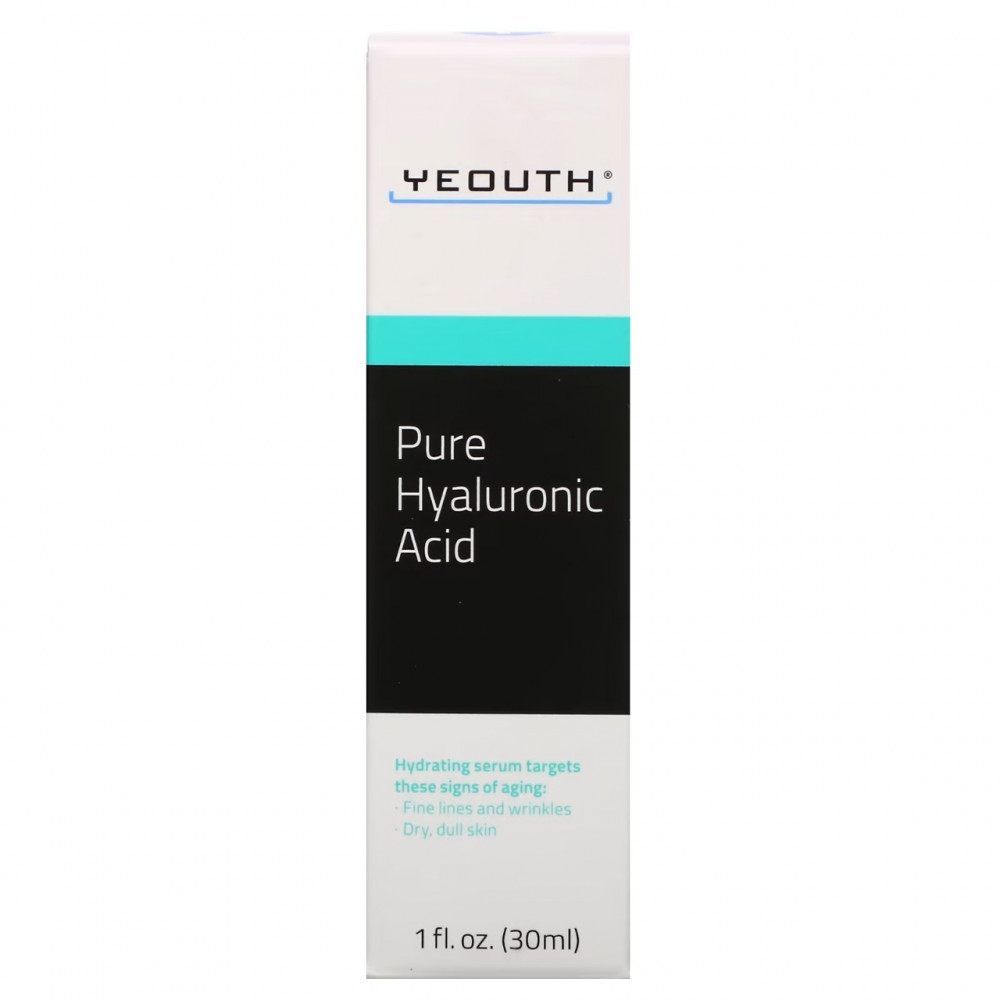 YEOUTH®
Pure
Hyaluronic
Acid
Hydrating serum targets
these signs of aging:
· Fine lines and wrinkles
· Dry, dull skin
1 fl. oz. (30ml)